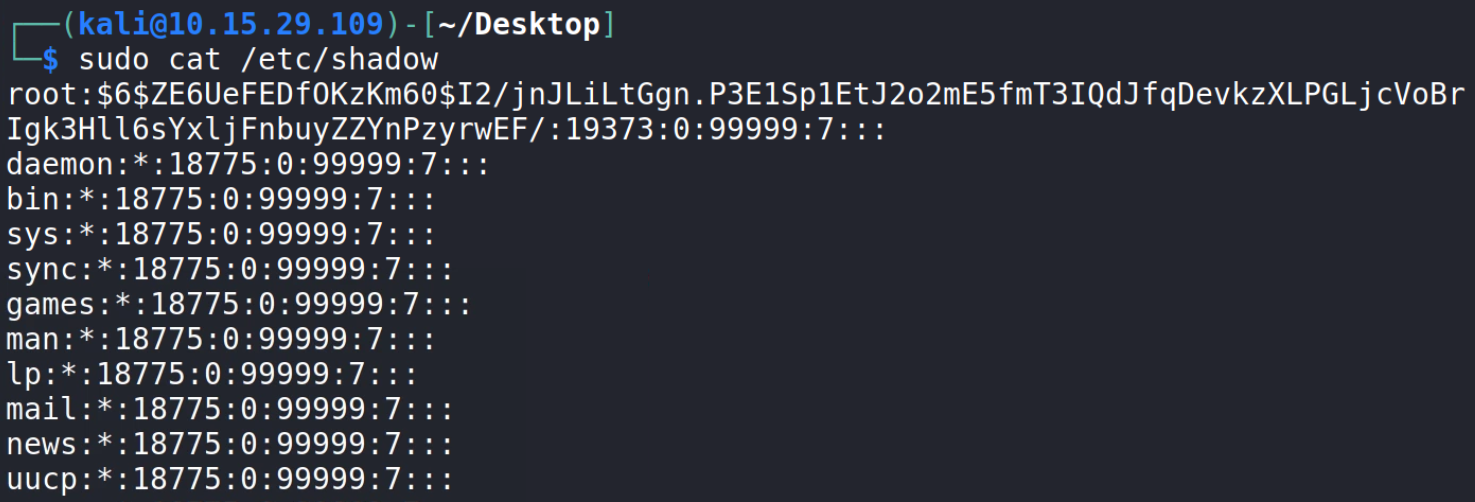 ┌──(kali@10.15.29.109)-[~/Desktop]
└─$ sudo cat /etc/shadow
root:$6$ZE6UeFEDfOKzKm60$I2/jnJLiLtGgn.P3E1Sp1EtJ2o2mE5fmT3IQdJfqDevkzXLPGLjcVoBr
Igk3Hll6sYxljFnbuyZZYnPzyrwEF/:19373:0:99999:7:::
daemon:*:18775:0:99999:7:::
bin:*:18775:0:99999:7:::
sys:*:18775:0:99999:7:::
sync:*:18775:0:99999:7:::
games:*:18775:0:99999:7:::
man:*:18775:0:99999:7:::
lp:*:18775:0:99999:7:::
mail:*:18775:0:99999:7:::
news:*:18775:0:99999:7:::
uucp:*:18775:0:99999:7:::